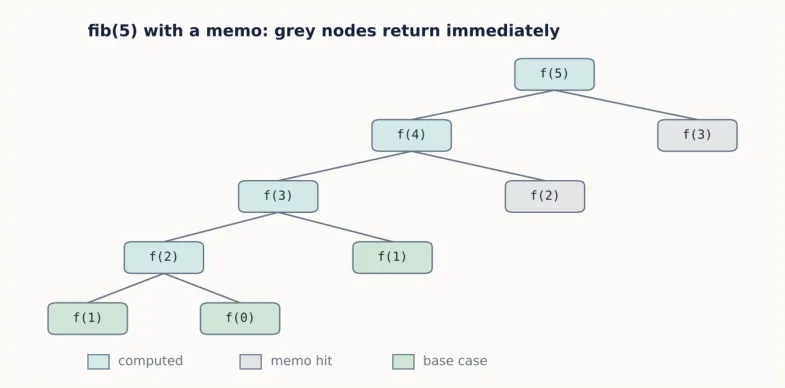 fib(5) with a memo: grey nodes return immediately
f(5)
f(4)
f(3)
f(3)
f(2)
f(2)
f(1)
f(1)
f(0)
computed
memo hit
base case